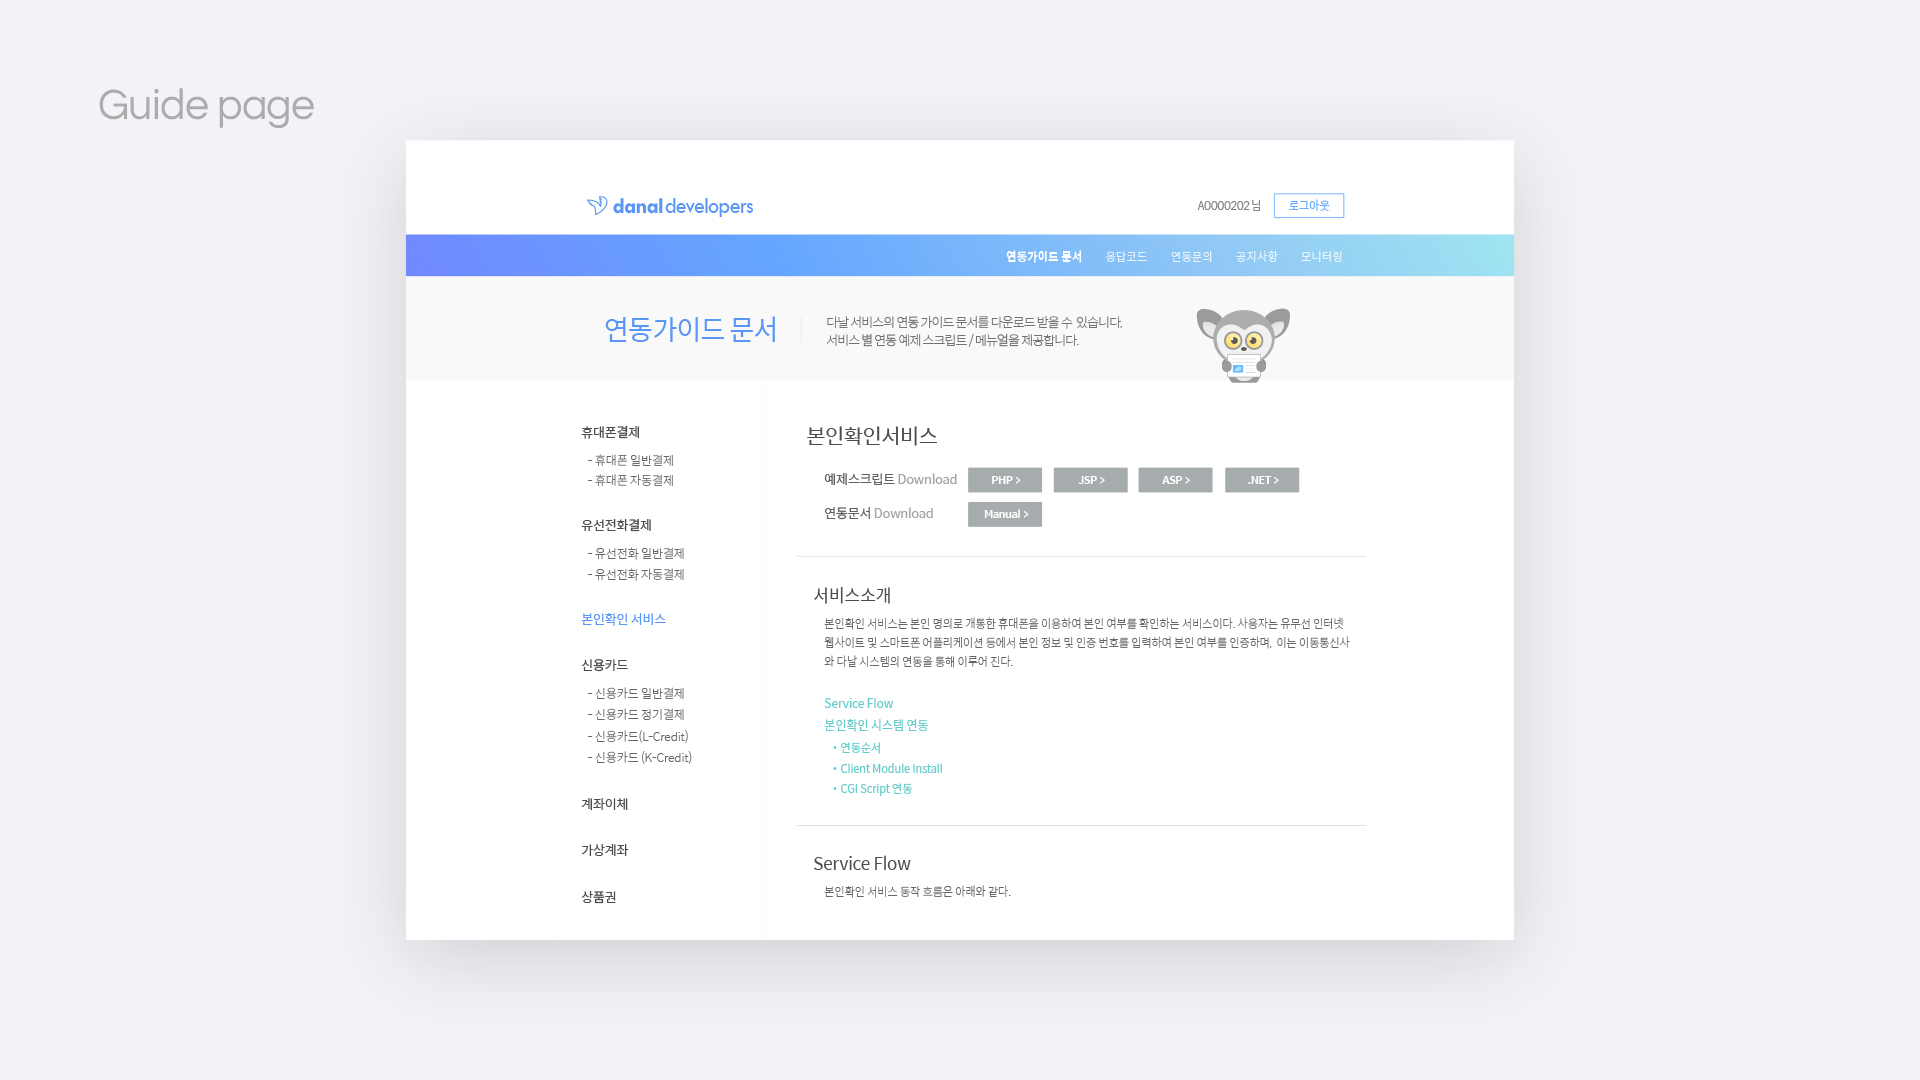 Guide page
danal developers
A0000202 님
로그아웃
연동가이드 문서
응답코드
연동문의
공지사항
모니터링
연동가이드 문서
다날 서비스의 연동 가이드 문서를 다운로드 받을 수 있습니다.
서비스 별 연동 예제 스크립트 / 메뉴얼을 제공합니다.
휴대폰결제
- 휴대폰 일반결제
- 휴대폰 자동결제
유선전화결제
- 유선전화 일반결제
- 유선전화 자동결제
본인확인 서비스
신용카드
- 신용카드 일반결제
- 신용카드 정기결제
- 신용카드(L-Credit)
- 신용카드 (K-Credit)
계좌이체
가상계좌
상품권
본인확인서비스
예제스크립트 Download
PHP >
JSP >
ASP >
.NET >
연동문서 Download
Manual >
서비스소개
본인확인 서비스는 본인 명의로 개통한 휴대폰을 이용하여 본인 여부를 확인하는 서비스이다. 사용자는 유무선 인터넷
웹사이트 및 스마트폰 어플리케이션 등에서 본인 정보 및 인증 번호를 입력하여 본인 여부를 인증하며, 이는 이동통신사
와 다날 시스템의 연동을 통해 이루어 진다.
Service Flow
본인확인 시스템 연동
• 연동순서
• Client Module Install
• CGI Script 연동
Service Flow
본인확인 서비스 동작 흐름은 아래와 같다.